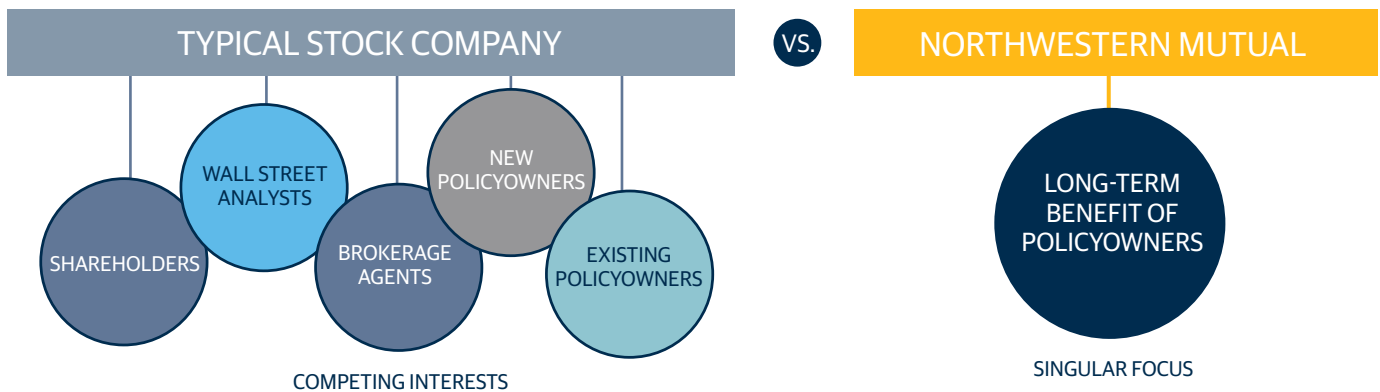 TYPICAL STOCK COMPANY
VS.
NORTHWESTERN MUTUAL
SHAREHOLDERS
WALL STREET
ANALYSTS
BROKERAGE
AGENTS
NEW
POLICYOWNERS
EXISTING
POLICYOWNERS
COMPETING INTERESTS
LONG-TERM
BENEFIT OF
POLICYOWNERS
SINGULAR FOCUS